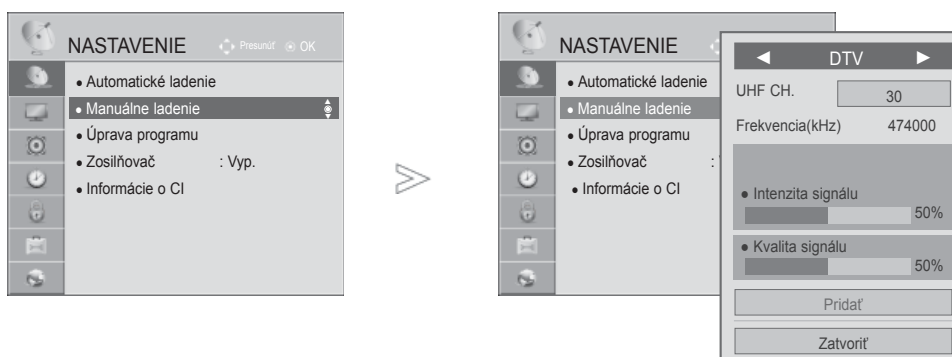 NASTAVENIE
Presunúť OK
• Automatické ladenie
• Manuálne ladenie
• Úprava programu
• Zosilňovač : Vyp.
• Informácie o CI
NASTAVENIE
• Automatické ladenie
• Manuálne ladenie
• Úprava programu
• Zosilňovač :
• Informácie o CI
◄ DTV ►
UHF CH. 30
Frekvencia(kHz) 474000
• Intenzita signálu
50%
• Kvalita signálu
50%
Pridať
Zatvoriť